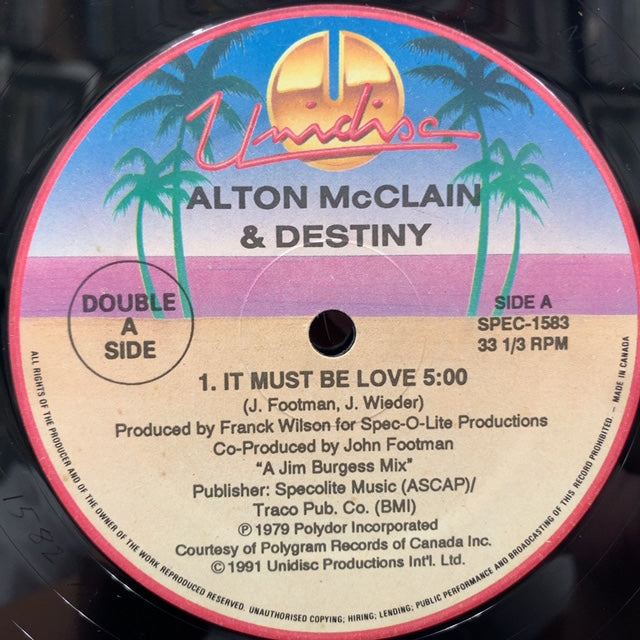 Unidisc
ALTON McCLAIN
& DESTINY
DOUBLE
A
SIDE
SIDE A
SPEC-1583
33 1/3 RPM
1. IT MUST BE LOVE 5:00
(J. Footman, J. Wieder)
Produced by Franck Wilson for Spec-O-Lite Productions
Co-Produced by John Footman
“A Jim Burgess Mix”
Publisher: Specolite Music (ASCAP)/
Traco Pub. Co. (BMI)
℗ 1979 Polydor Incorporated
Courtesy of Polygram Records of Canada Inc.
© 1991 Unidisc Productions Int'l. Ltd.
ALL RIGHTS OF THE PRODUCER AND OF THE OWNER OF THE WORK REPRODUCED RESERVED. UNAUTHORISED COPYING; HIRING; LENDING; PUBLIC PERFORMANCE AND BROADCASTING OF THIS RECORD PROHIBITED. — MADE IN CANADA
1582